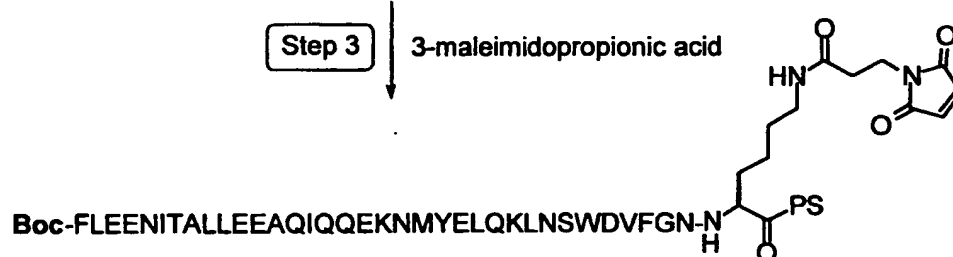 Step 3 3-maleimidopropionic acid
O
O
HN
N
O
Boc-FLEENITALLEEAQIQQEKNMYELQKLNSWDVFGN-N
H
PS
O